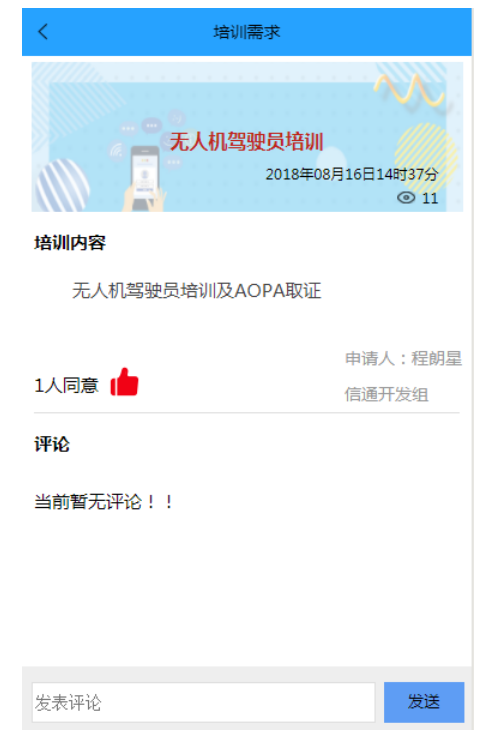 培训需求
无人机驾驶员培训
2018年08月16日14时37分
11
培训内容
无人机驾驶员培训及AOPA取证
申请人：程朗星
1人同意
信通开发组
评论
当前暂无评论！！
发表评论
发送